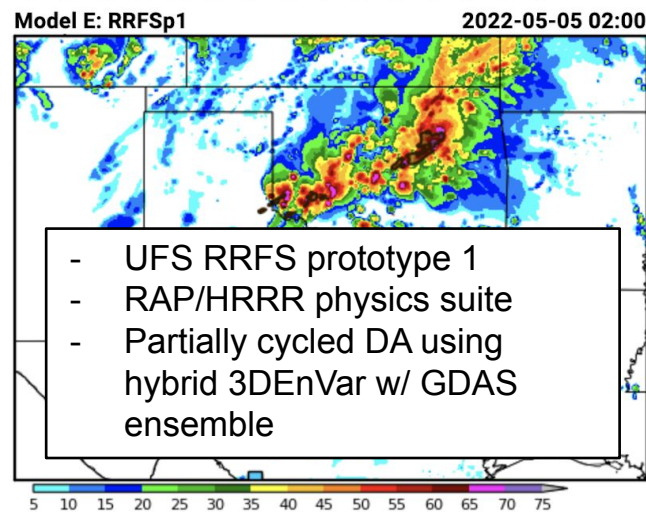 Model E: RRFSp1 2022-05-05 02:00
- UFS RRFS prototype 1
- RAP/HRRR physics suite
- Partially cycled DA using
hybrid 3DEnVar w/ GDAS
ensemble
5 10 15 20 25 30 35 40 45 50 55 60 65 70 75